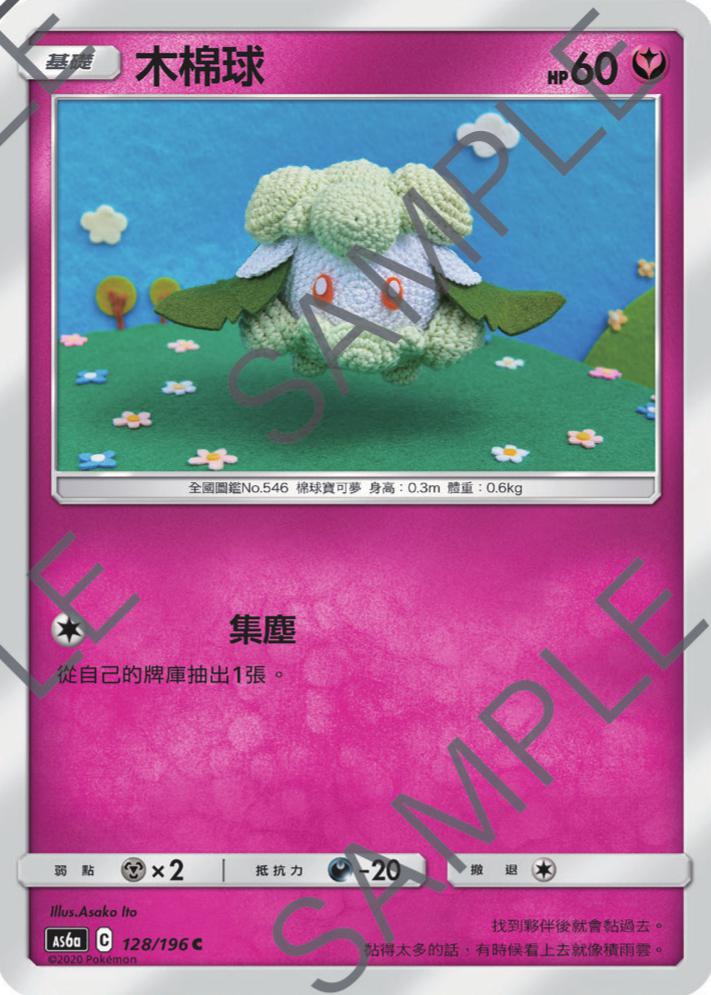 基礎 木棉球 HP60
全國圖鑑No.546 棉球寶可夢 身高：0.3m 體重：0.6kg
集塵
從自己的牌庫抽出1張。
弱點 ×2 抵抗力 -20 撤退
Illus.Asako Ito
找到夥伴後就會黏過去。
AS6a C 128/196 C
黏得太多的話，有時候看上去就像積雨雲。
©2020 Pokémon
SAMPLE
SAMPLE
LE
LE